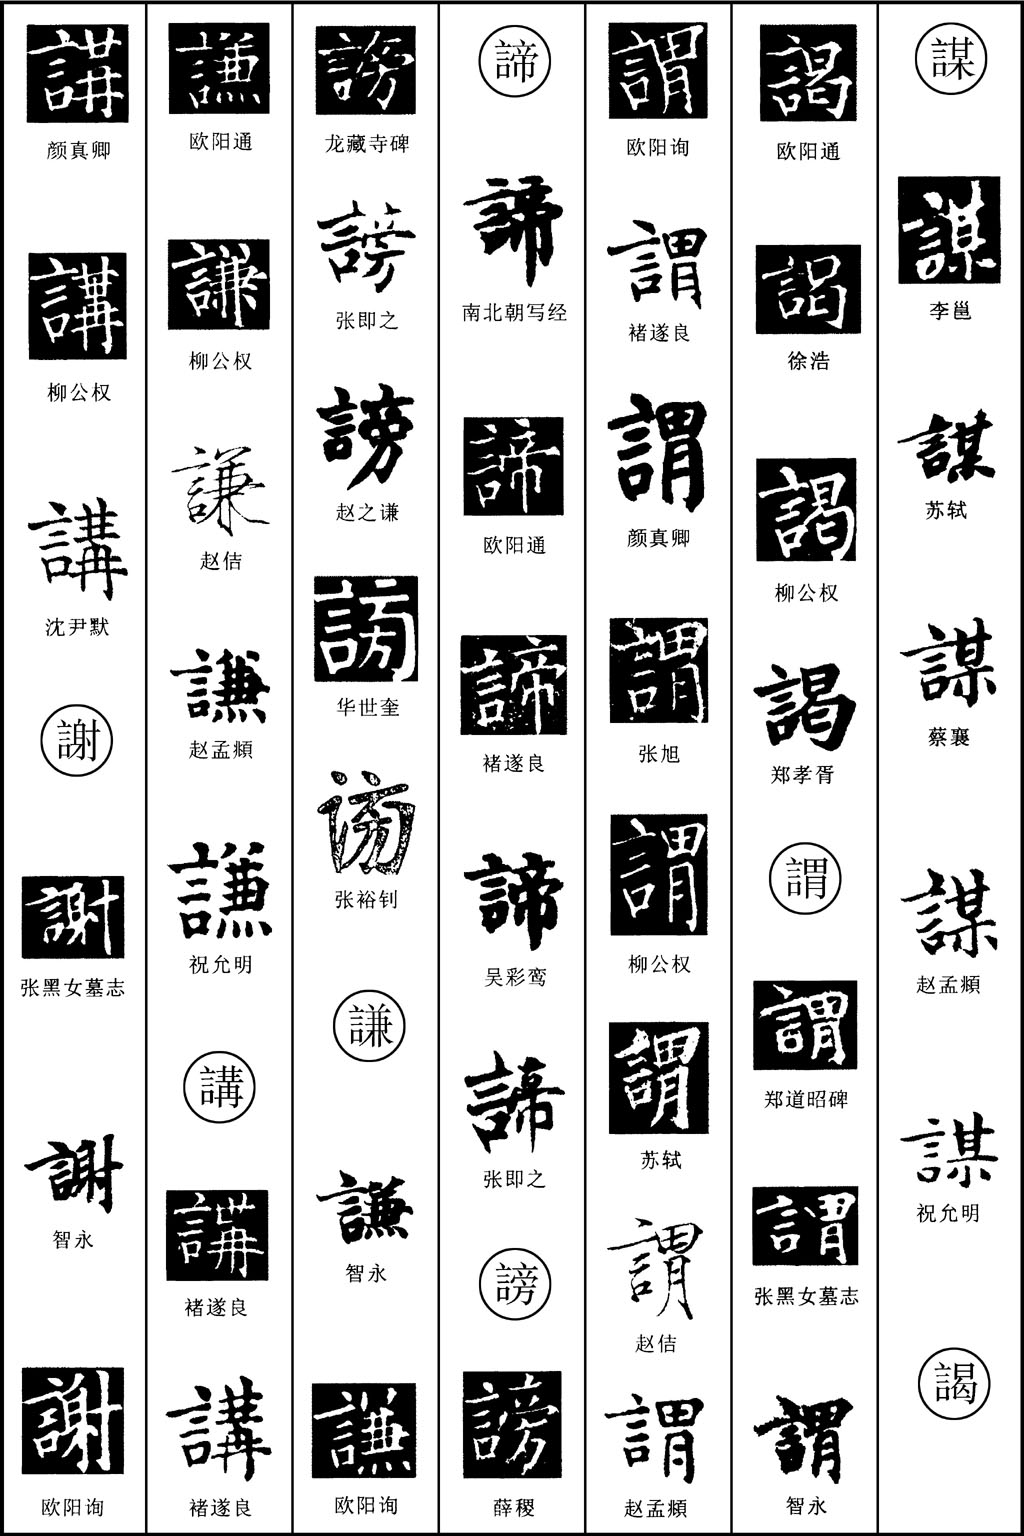 謀
謀
李邕
謀
苏轼
謀
蔡襄
謀
赵孟頫
謀
祝允明
謁
謁
欧阳通
謁
徐浩
謁
柳公权
謁
郑孝胥
謂
謂
郑道昭碑
謂
张黑女墓志
謂
智永
謂
欧阳询
謂
褚遂良
謂
颜真卿
謂
张旭
謂
柳公权
謂
苏轼
謂
赵佶
謂
赵孟頫
諦
諦
南北朝写经
諦
欧阳通
諦
褚遂良
諦
吴彩鸾
諦
张即之
謗
謗
薛稷
謗
龙藏寺碑
謗
张即之
謗
赵之谦
謗
华世奎
謗
张裕钊
謙
謙
智永
謙
欧阳询
謙
欧阳通
謙
柳公权
謙
赵佶
謙
赵孟頫
謙
祝允明
講
講
褚遂良
講
褚遂良
講
颜真卿
講
柳公权
講
沈尹默
謝
謝
张黑女墓志
謝
智永
謝
欧阳询